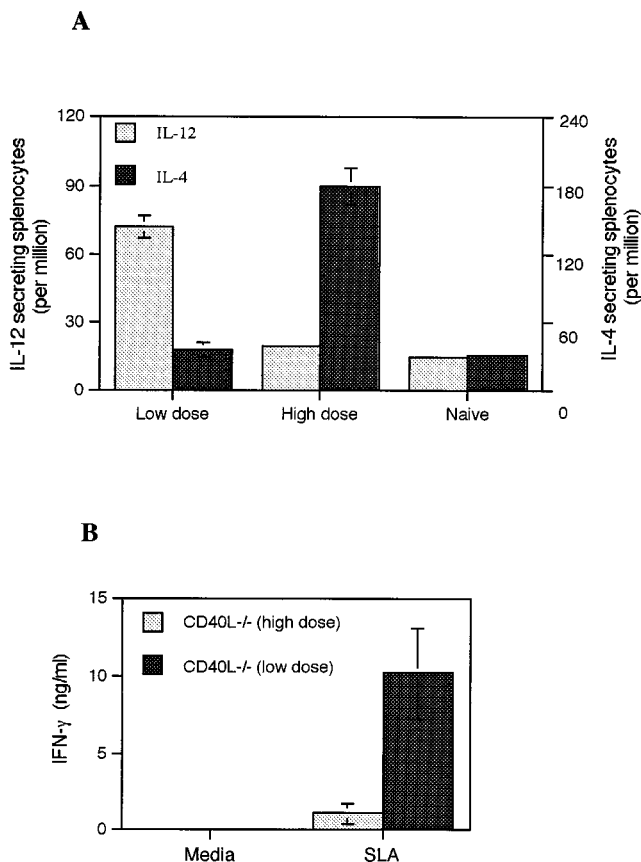 A
IL-12 secreting splenocytes
(per million)
120
90
60
30
0
IL-12
IL-4
240
180
120
60
0
IL-4 secreting splenocytes
(per million)
Low dose
High dose
Naive
B
IFN-γ (ng/ml)
15
10
5
0
CD40L-/- (high dose)
CD40L-/- (low dose)
Media
SLA